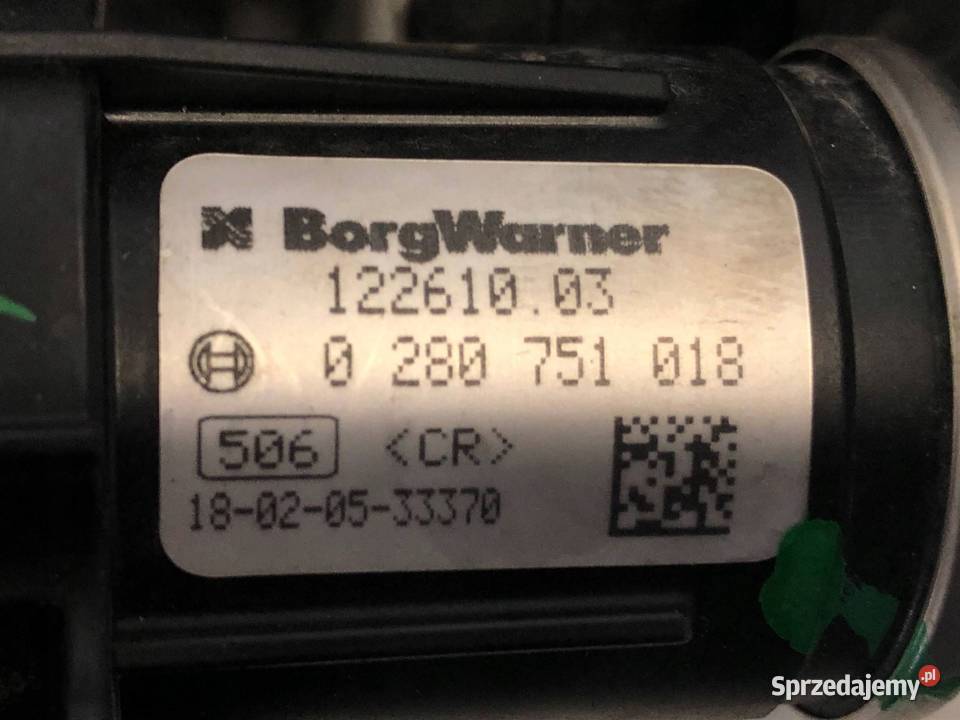 BorgWarner
122610.03
0 280 751 018
506 <CR>
18-02-05-33370
Sprzedajemy.pl